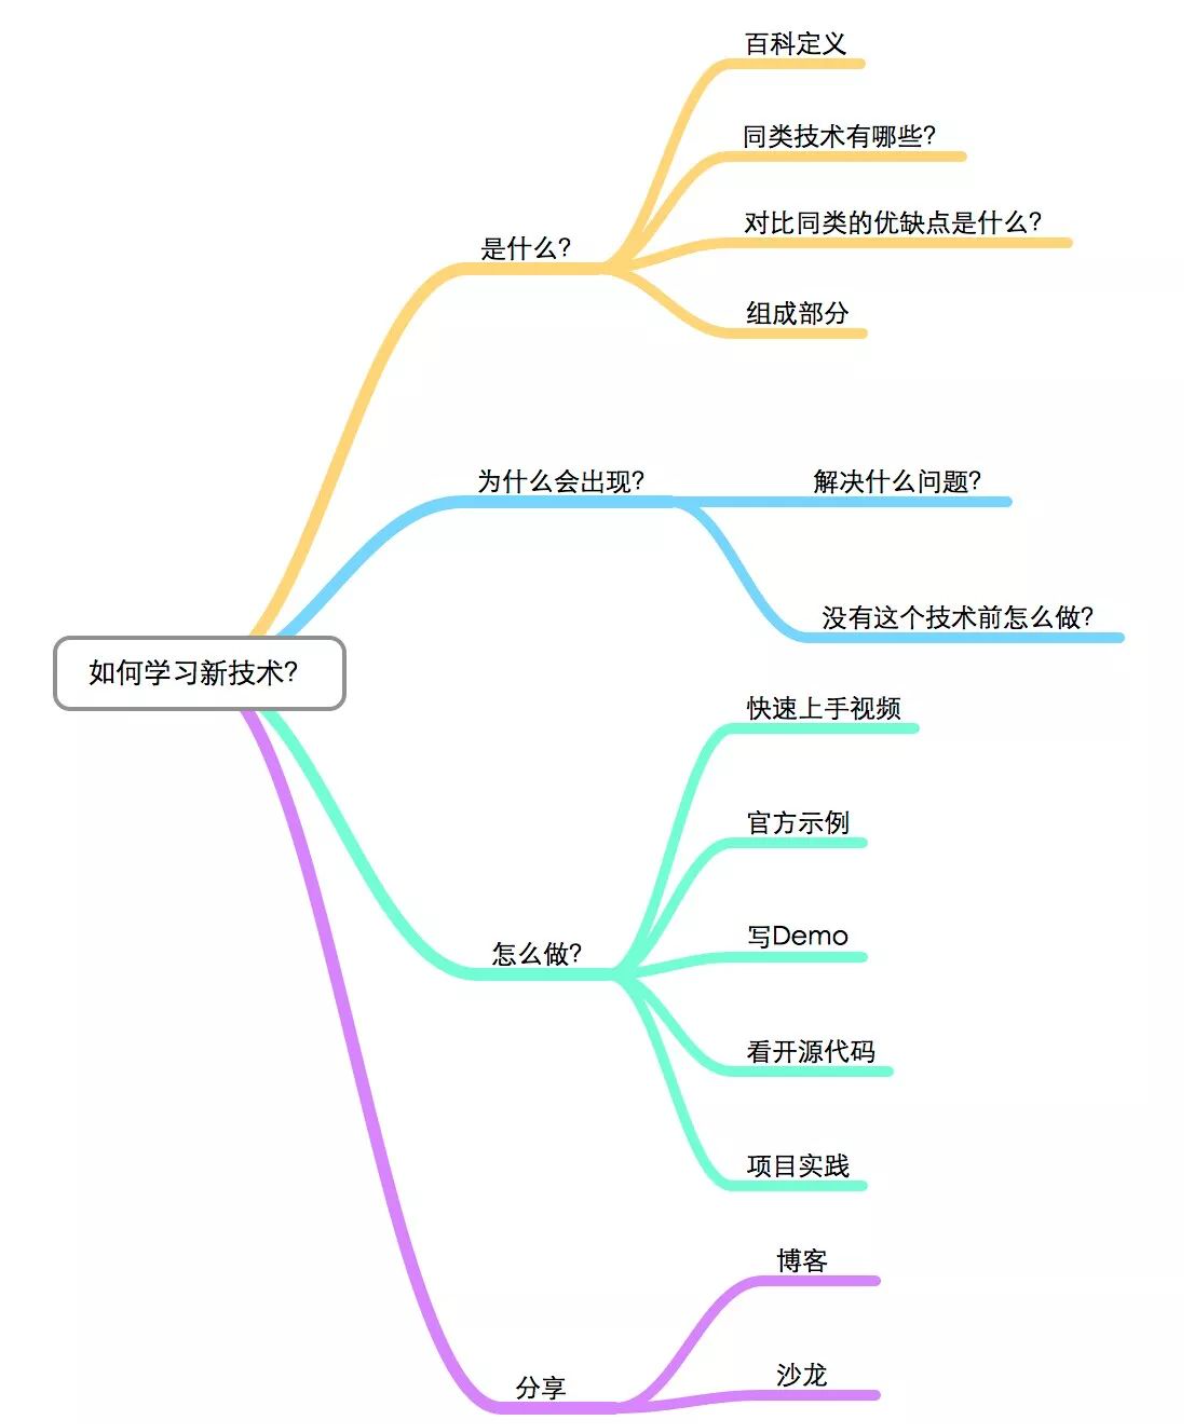 百科定义
同类技术有哪些?
对比同类的优缺点是什么?
是什么?
组成部分
为什么会出现?
解决什么问题?
没有这个技术前怎么做?
如何学习新技术?
快速上手视频
官方示例
写Demo
怎么做?
看开源代码
项目实践
博客
沙龙
分享